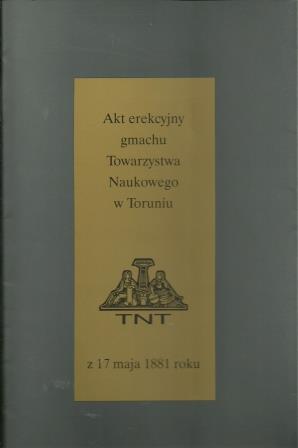 Akt erekcyjny
gmachu
Towarzystwa
Naukowego
w Toruniu
TNT
z 17 maja 1881 roku